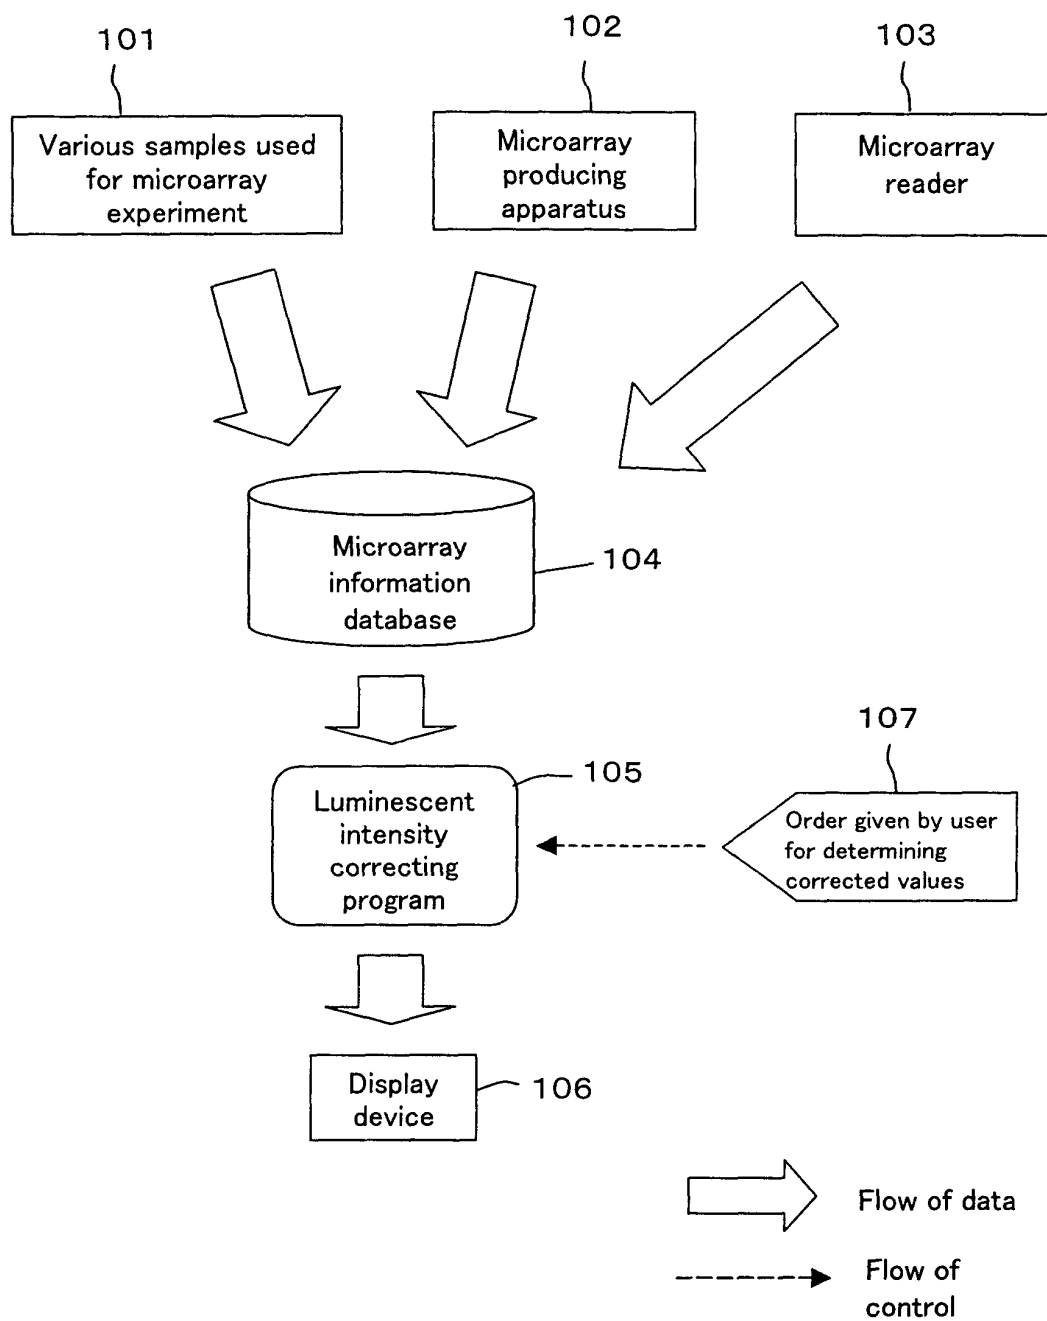 101
102
103
Various samples used
for microarray
experiment
Microarray
producing
apparatus
Microarray
reader
Microarray
information
database
104
107
105
Luminescent
intensity
correcting
program
Order given by user
for determining
corrected values
Display
device
106
Flow of data
Flow of
control